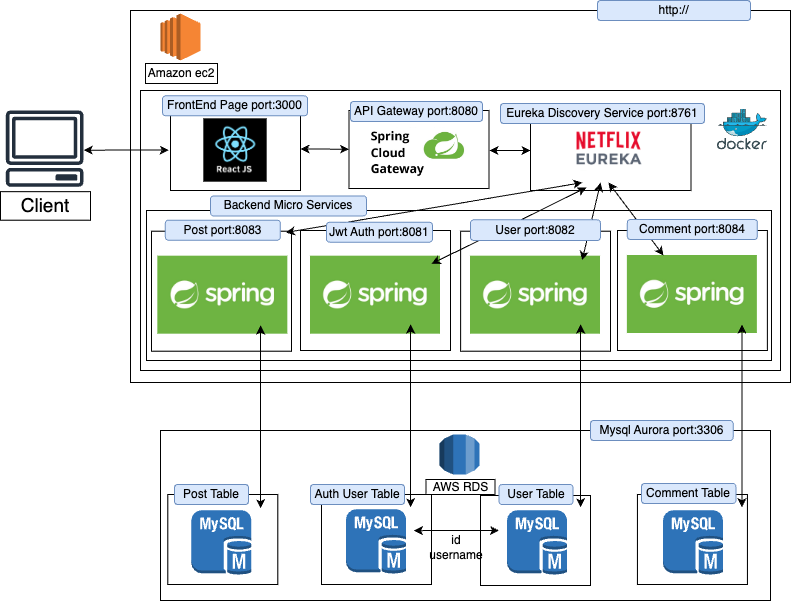 http://
Amazon ec2
FrontEnd Page port:3000
API Gateway port:8080
Eureka Discovery Service port:8761
React JS
Spring
Cloud
Gateway
NETFLIX
EUREKA
docker
Client
Backend Micro Services
Post port:8083
Jwt Auth port:8081
User port:8082
Comment port:8084
spring
spring
spring
spring
Mysql Aurora port:3306
AWS RDS
Post Table
Auth User Table
User Table
Comment Table
MySQL
M
MySQL
M
MySQL
M
MySQL
M
id
username